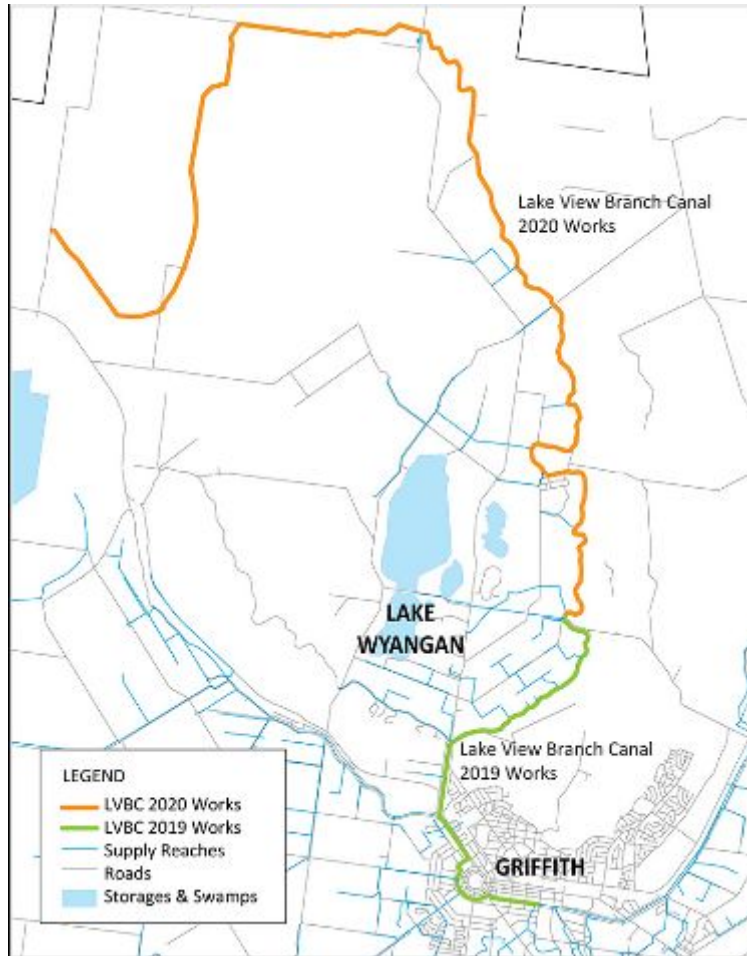 Lake View Branch Canal
2020 Works
LAKE
WYANGAN
Lake View Branch Canal
2019 Works
GRIFFITH
LEGEND
LVBC 2020 Works
LVBC 2019 Works
Supply Reaches
Roads
Storages & Swamps